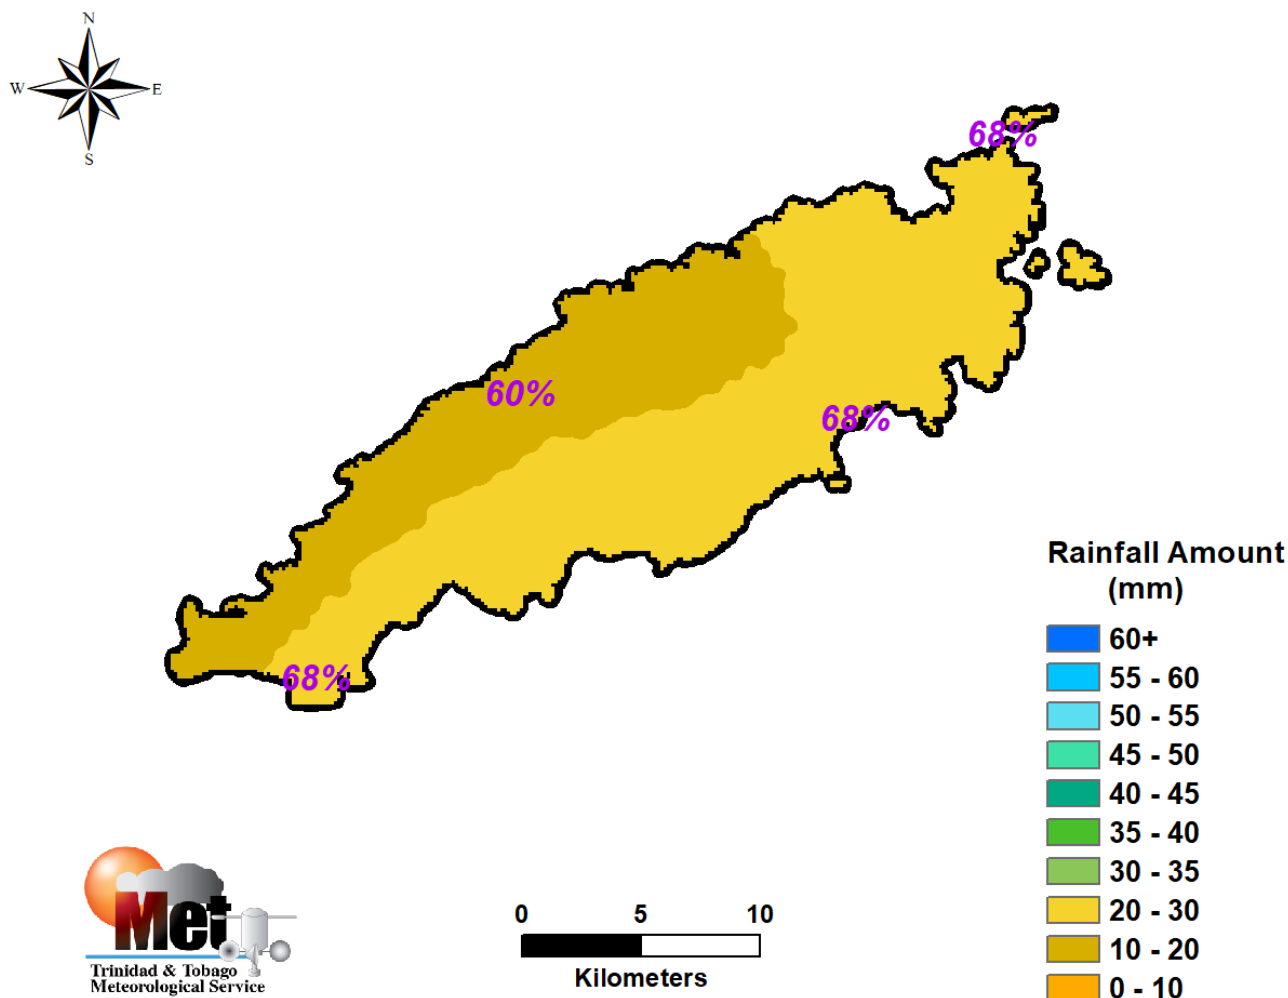 N
W
E
S
68%
60%
68%
68%
Rainfall Amount
(mm)
60+
55 - 60
50 - 55
45 - 50
40 - 45
35 - 40
30 - 35
20 - 30
10 - 20
0 - 10
0 5 10
Kilometers
Met
Trinidad & Tobago
Meteorological Service